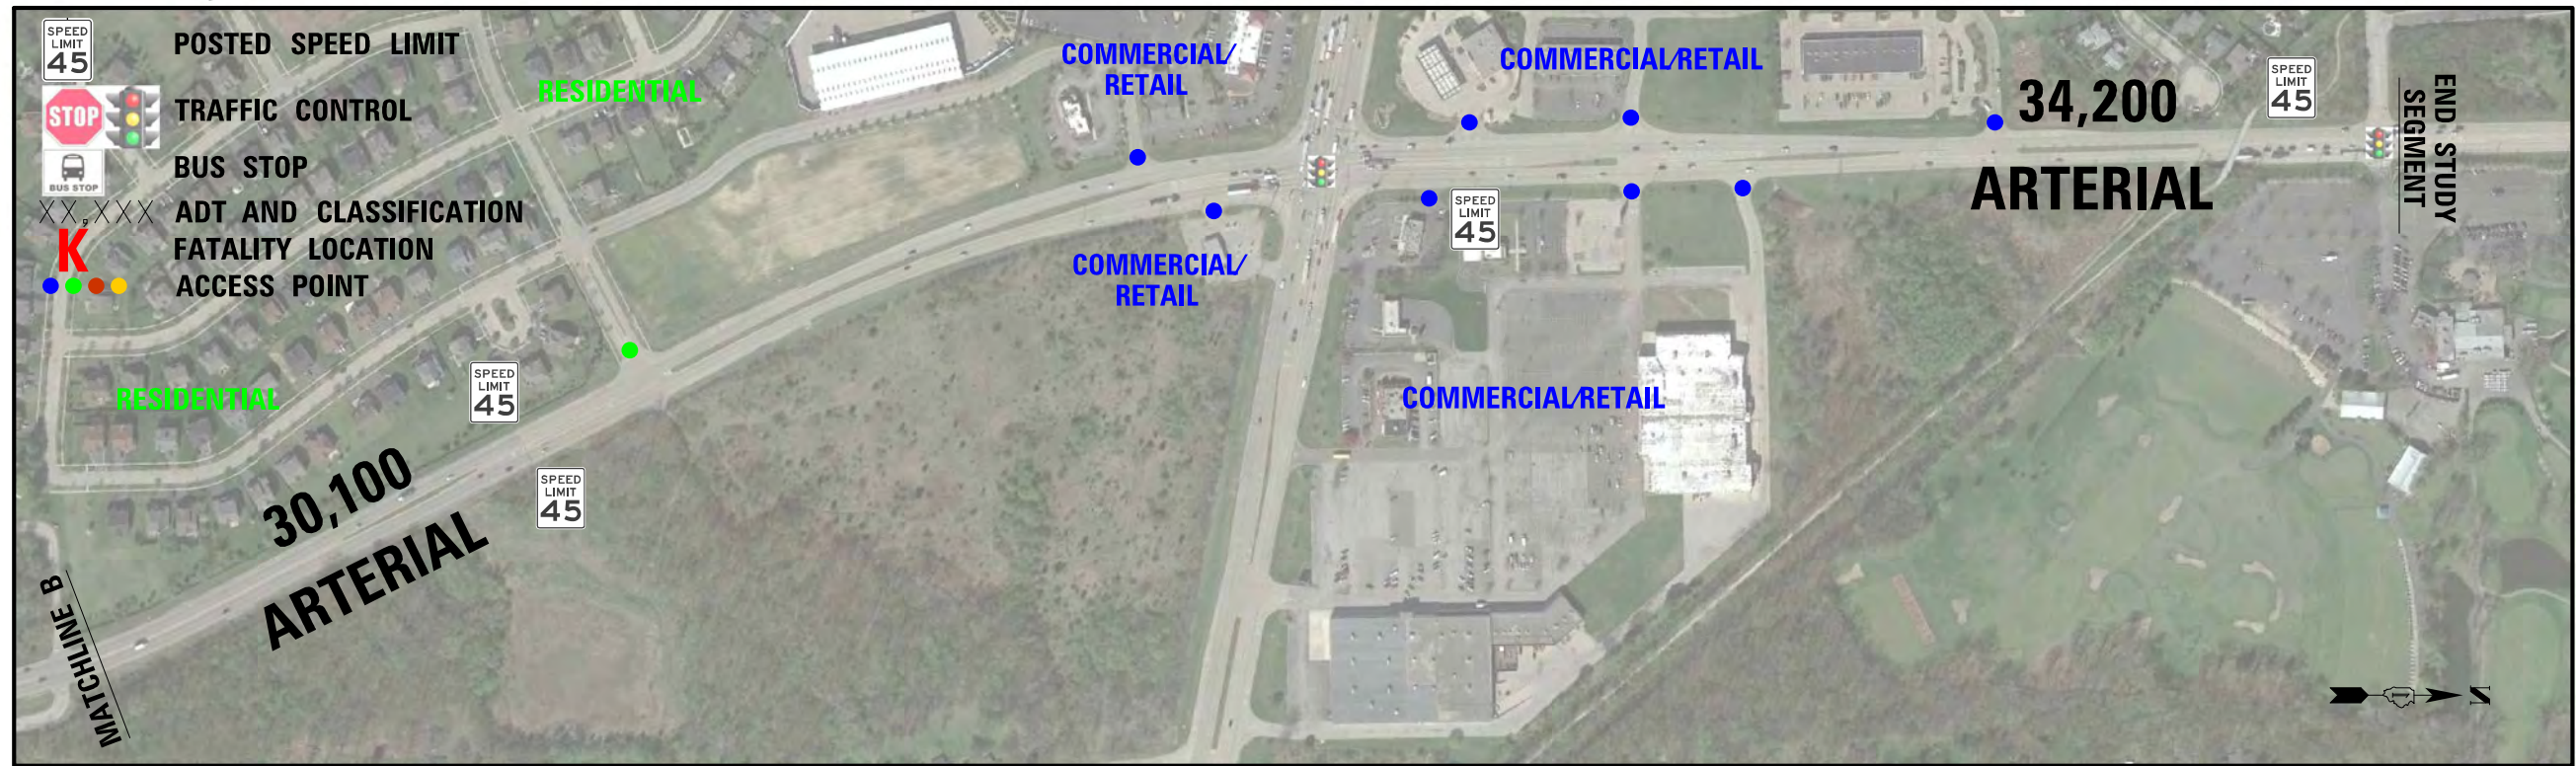 SPEED
LIMIT
45
POSTED SPEED LIMIT
STOP
TRAFFIC CONTROL
BUS STOP
BUS STOP
XX,XXX ADT AND CLASSIFICATION
K
FATALITY LOCATION
ACCESS POINT
RESIDENTIAL
RESIDENTIAL
SPEED
LIMIT
45
SPEED
LIMIT
45
30,100
ARTERIAL
MATCHLINE B
COMMERCIAL/
RETAIL
COMMERCIAL/
RETAIL
COMMERCIAL/RETAIL
SPEED
LIMIT
45
COMMERCIAL/RETAIL
34,200
ARTERIAL
SPEED
LIMIT
45
END STUDY
SEGMENT
N